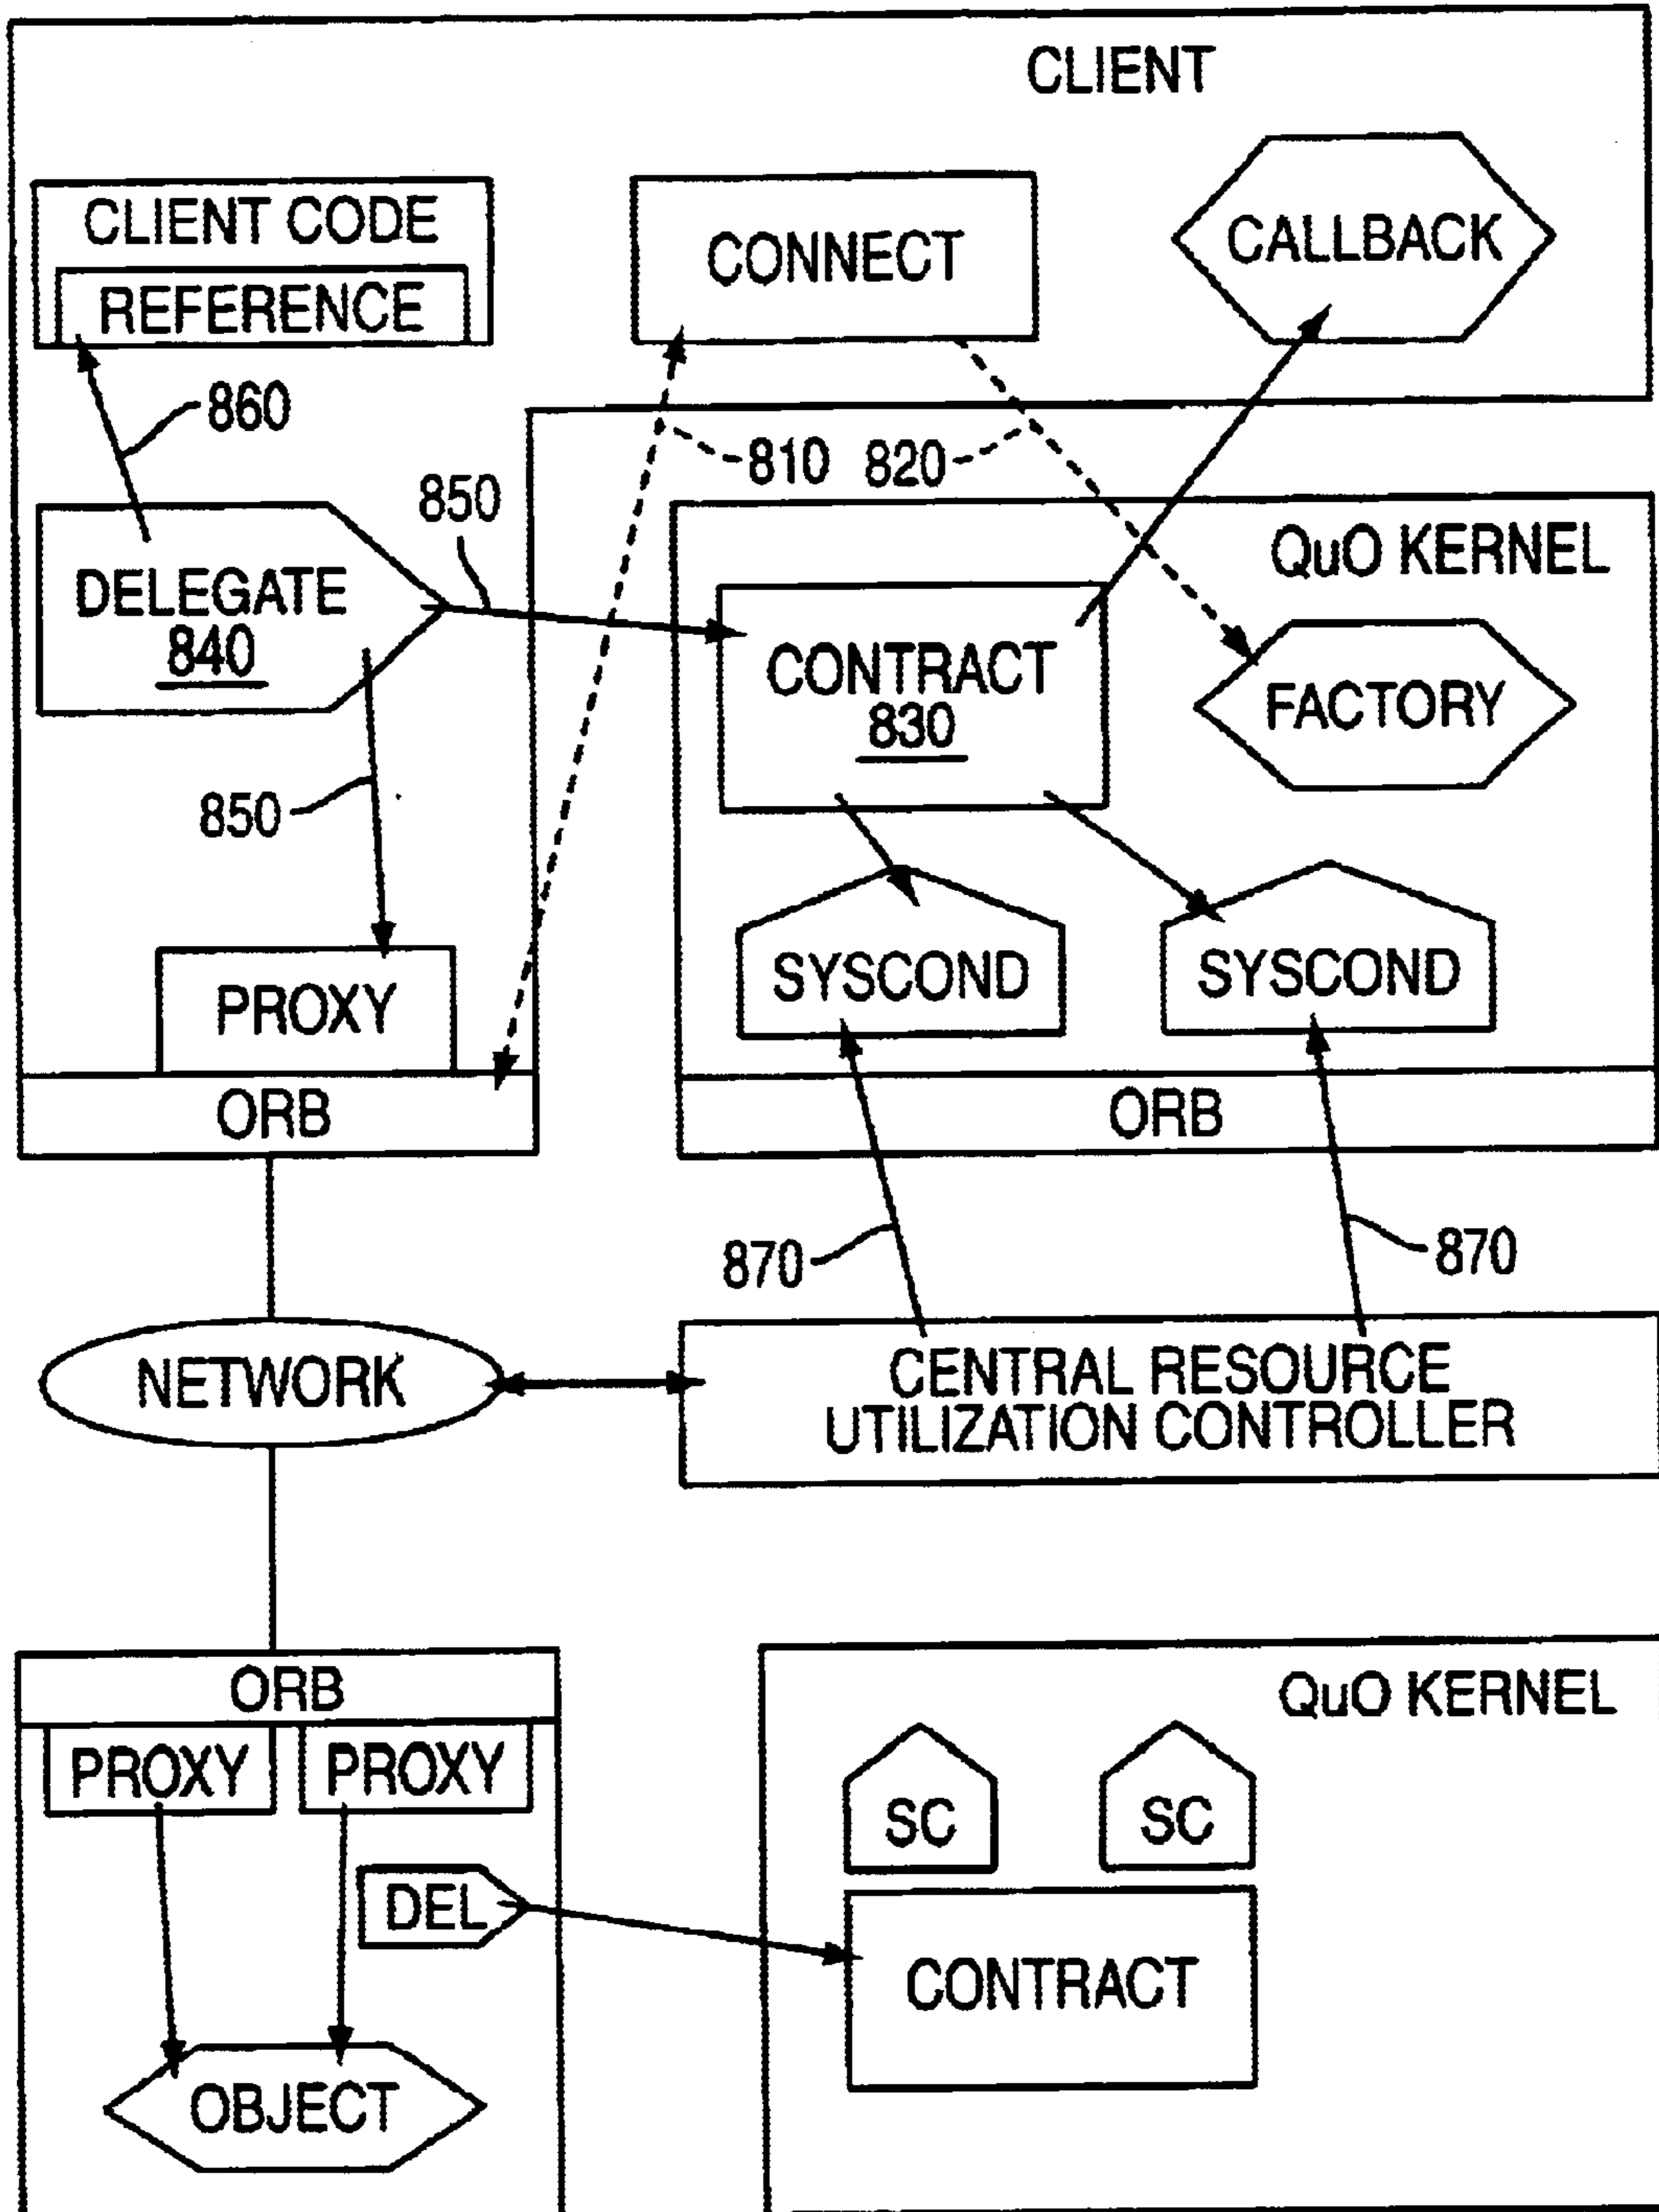 CLIENT
CLIENT CODE
REFERENCE
CONNECT
CALLBACK
860
810
820
850
QuO KERNEL
DELEGATE
840
CONTRACT
830
FACTORY
850
SYSCOND
SYSCOND
PROXY
ORB
ORB
870
870
NETWORK
CENTRAL RESOURCE
UTILIZATION CONTROLLER
ORB
QuO KERNEL
PROXY
PROXY
SC
SC
DEL
CONTRACT
OBJECT